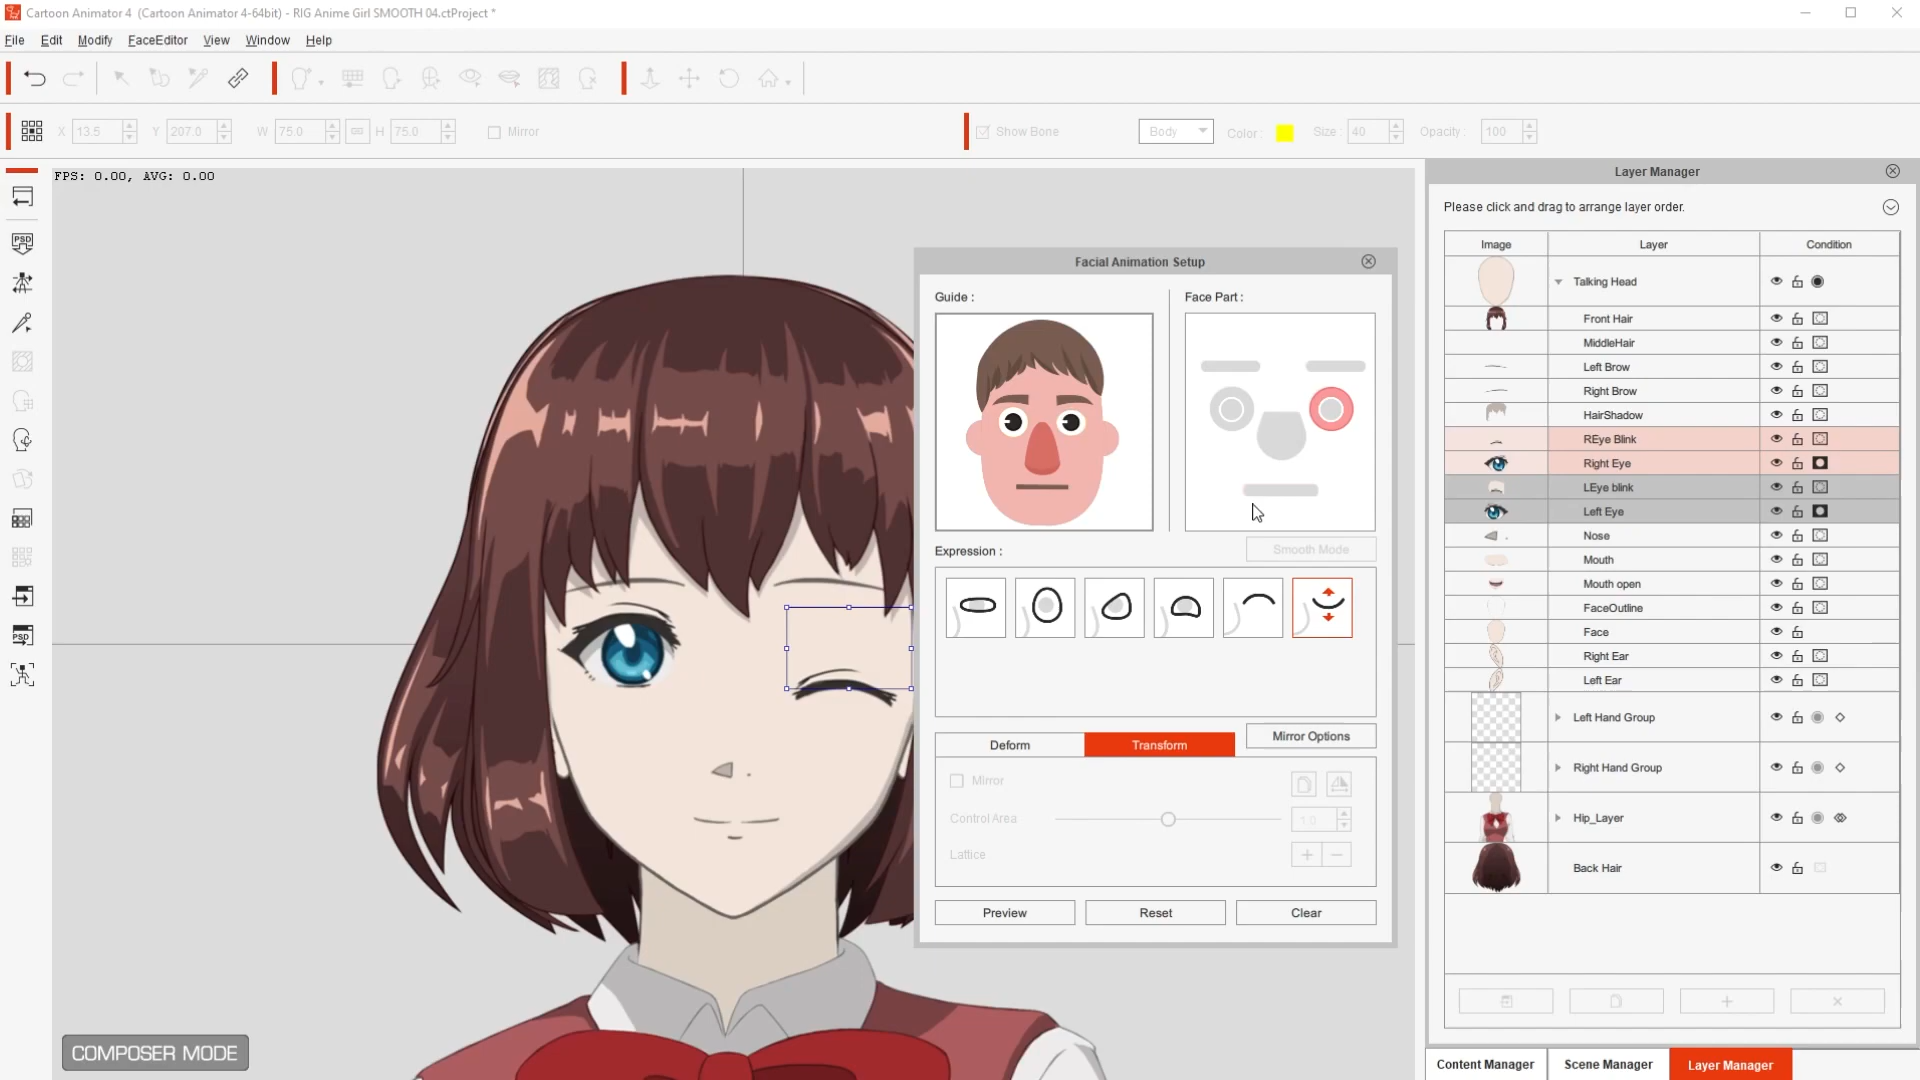 Cartoon Animator 4 (Cartoon Animator 4-64bit) - RIG Anime Girl SMOOTH 04.ctProject *
File Edit Modify FaceEditor View Window Help
X 13.5 Y 207.0 W 75.0 H 75.0 Mirror Show Bone Body Color : Size : 40 Opacity : 100
FPS: 0.00, AVG: 0.00
PSD
PSD
COMPOSER MODE
Facial Animation Setup
Guide : Face Part :
Expression : Smooth Mode
Deform Transform Mirror Options
Mirror
Control Area 1.0
Lattice
Preview Reset Clear
Layer Manager
Please click and drag to arrange layer order.
Image Layer Condition
Talking Head
Front Hair
MiddleHair
Left Brow
Right Brow
HairShadow
REye Blink
Right Eye
LEye blink
Left Eye
Nose
Mouth
Mouth open
FaceOutline
Face
Right Ear
Left Ear
Left Hand Group
Right Hand Group
Hip_Layer
Back Hair
Content Manager Scene Manager Layer Manager